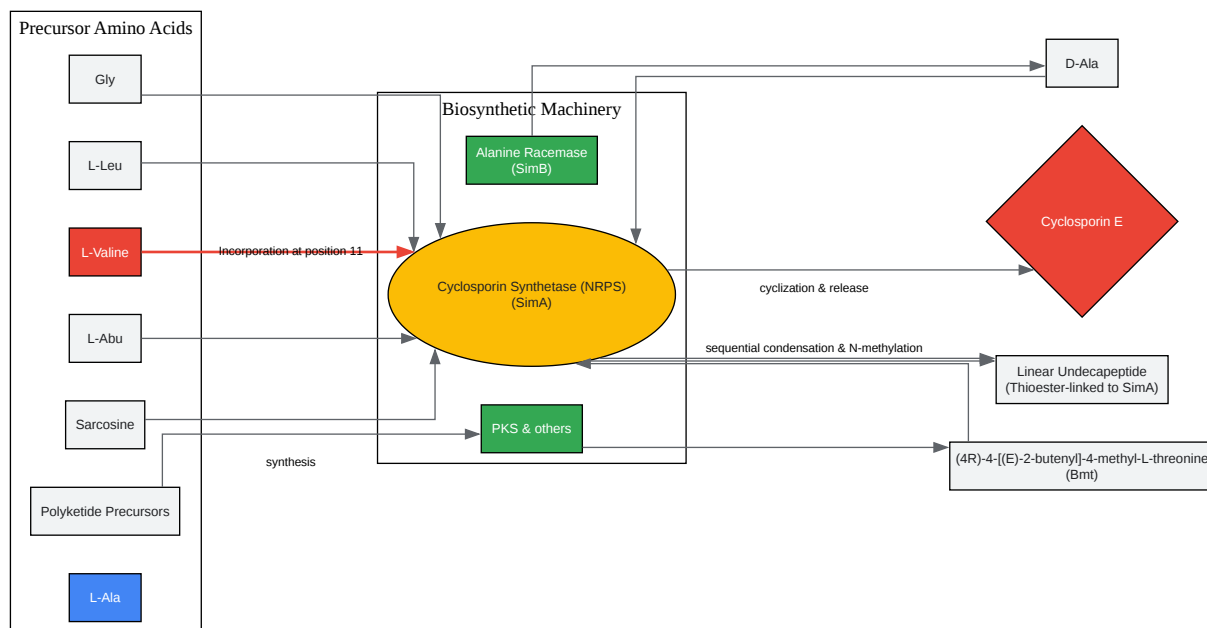 Precursor Amino Acids
Gly
L-Leu
L-Valine
L-Abu
Sarcosine
Polyketide Precursors
L-Ala
Incorporation at position 11
synthesis
Biosynthetic Machinery
Alanine Racemase
(SimB)
Cyclosporin Synthetase (NRPS)
(SimA)
PKS & others
cyclization & release
sequential condensation & N-methylation
D-Ala
Cyclosporin E
Linear Undecapeptide
(Thioester-linked to SimA)
(4R)-4-[(E)-2-butenyl]-4-methyl-L-threonine
(Bmt)